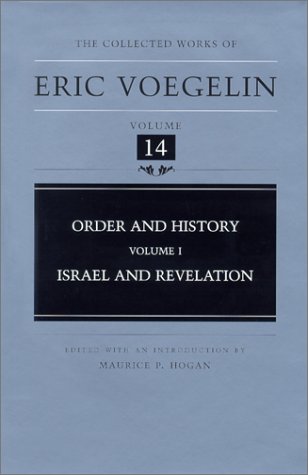 THE COLLECTED WORKS OF
ERIC VOEGELIN
VOLUME
14
ORDER AND HISTORY
VOLUME I
ISRAEL AND REVELATION
EDITED WITH AN INTRODUCTION BY
MAURICE P. HOGAN